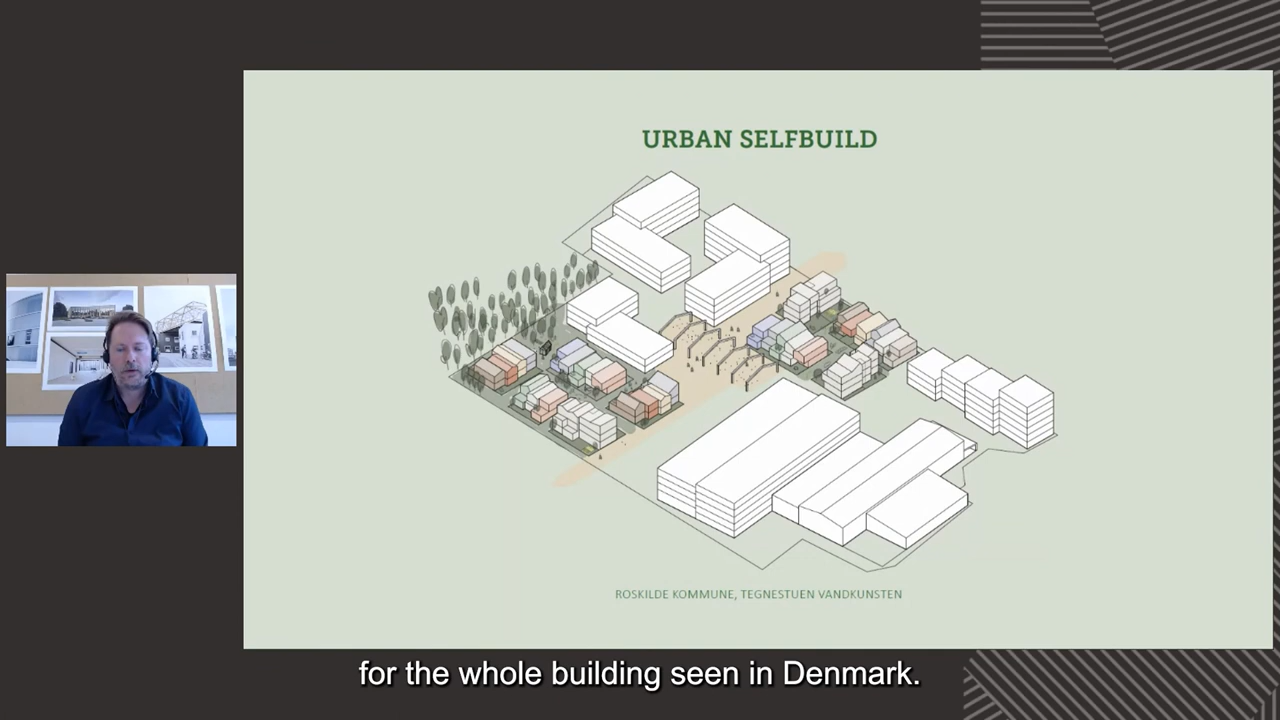 URBAN SELFBUILD
ROSKILDE KOMMUNE, TEGNESTUEN VANDKUNSTEN
for the whole building seen in Denmark.